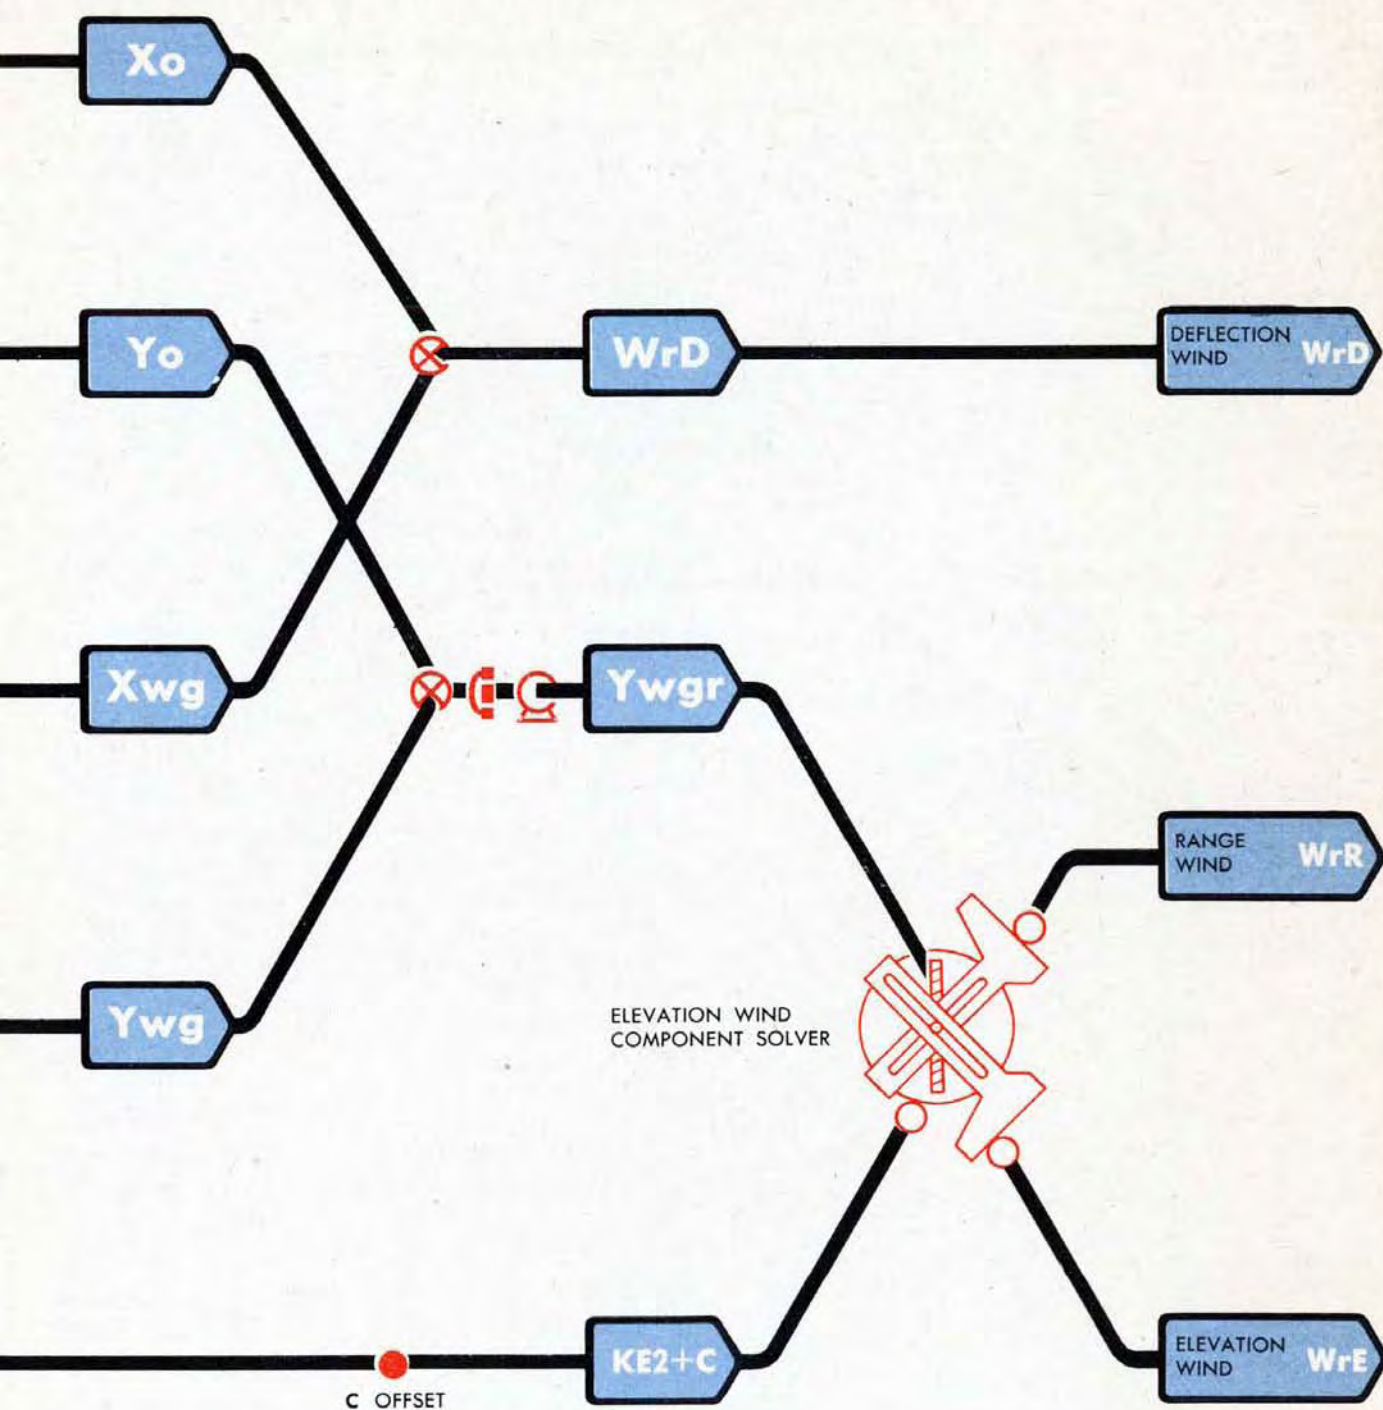 Xo
Yo
WrD
DEFLECTION
WIND WrD
Xwg
Ywgr
RANGE
WIND WrR
Ywg
ELEVATION WIND
COMPONENT SOLVER
KE2+C
ELEVATION
WIND WrE
C OFFSET